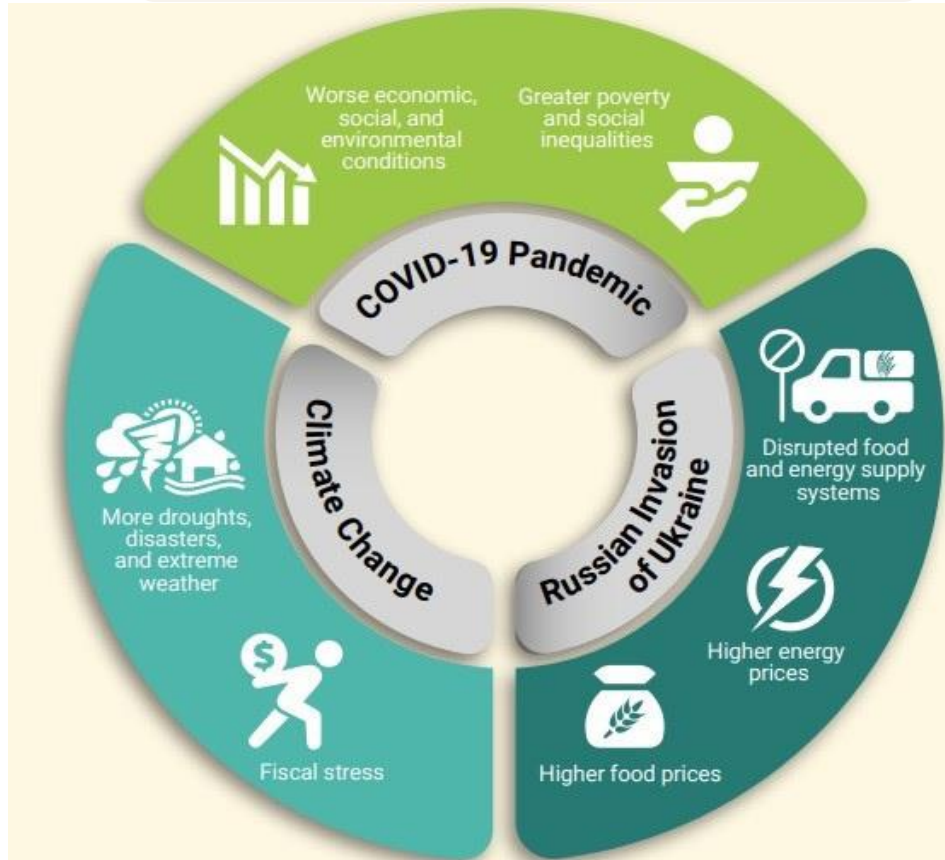 Worse economic,
social, and
environmental
conditions
Greater poverty
and social
inequalities
COVID-19 Pandemic
Climate Change
Russian Invasion
of Ukraine
More droughts,
disasters,
and extreme
weather
$
Fiscal stress
Disrupted food
and energy supply
systems
Higher energy
prices
Higher food prices